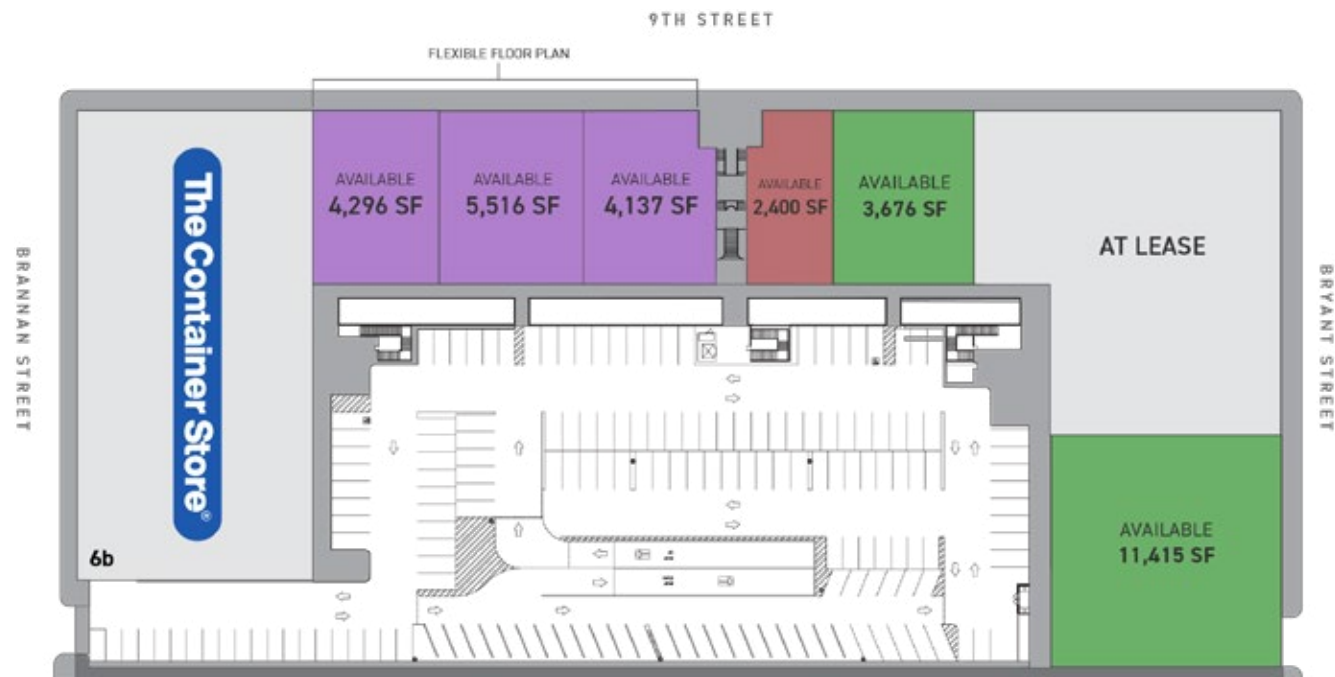 9TH STREET
FLEXIBLE FLOOR PLAN
BRANNAN STREET
The Container Store®
6b
AVAILABLE
4,296 SF
AVAILABLE
5,516 SF
AVAILABLE
4,137 SF
AVAILABLE
2,400 SF
AVAILABLE
3,676 SF
AT LEASE
BRYANT STREET
AVAILABLE
11,415 SF